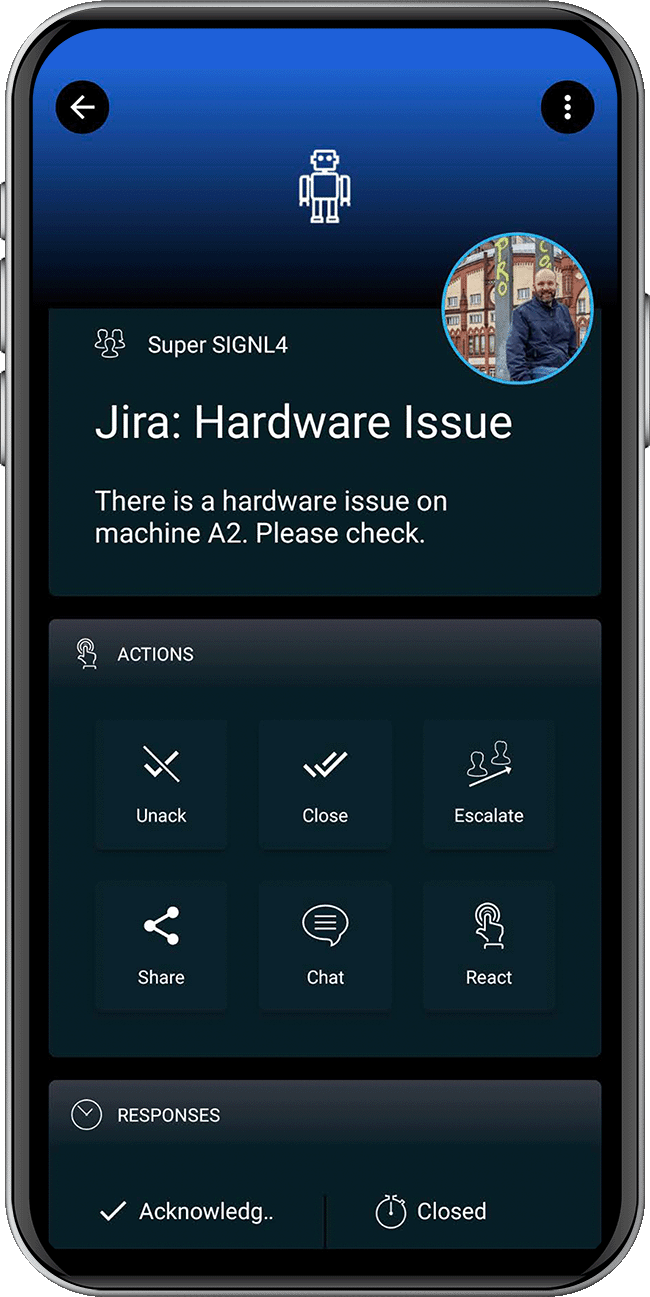 Super SIGNL4
Jira: Hardware Issue
There is a hardware issue on
machine A2. Please check.
ACTIONS
Unack
Close
Escalate
Share
Chat
React
RESPONSES
Acknowledg..
Closed